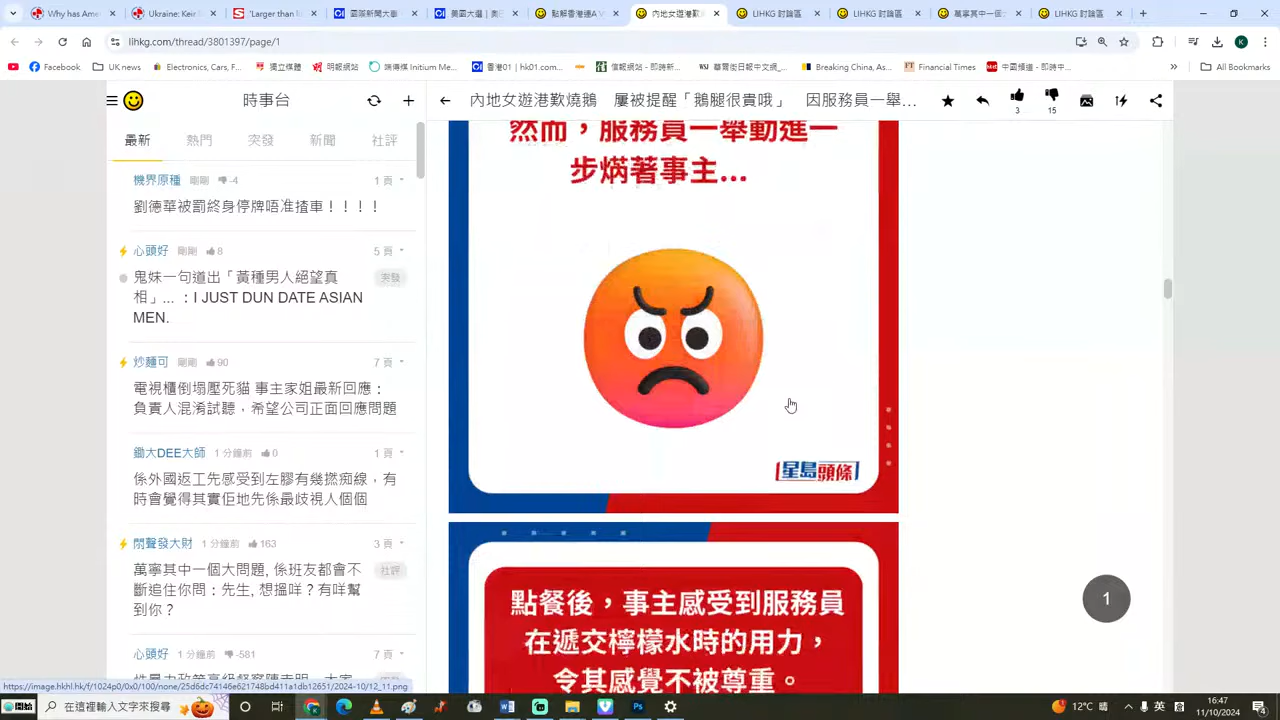 Why has Am
Ukraine: Keir
'Larger than l
國際新聞大事
美國大選｜奧巴
點解香港連A V
內地女遊港歎
LIHKG 討論區
LIHKG 討論區
萬寧其中一個大
LIHKG 討論區
lihkg.com/thread/3801397/page/1
Facebook
UK news
Electronics, Cars, F...
獨立媒體
明報網站
端傳媒 Initium Me...
香港01 | hk01.com...
信報網站 - 即時新...
華爾街日報中文網...
Breaking China, As...
Financial Times
中國頻道 - 即時中...
All Bookmarks
時事台
內地女遊港歎燒鵝　屢被提醒「鵝腿很貴哦」　因服務員一舉...
3
15
最新
熱門
突發
新聞
社評
機界原種 剛剛 -4 1 頁
劉德華被罰終身停牌唔准揸車！！！！
心頭好 剛剛 8 5 頁
鬼妹一句道出「黃種男人絕望真
相」... ：I JUST DUN DATE ASIAN
MEN.
炒麵可 剛剛 90 7 頁
電視櫃倒塌壓死貓 事主家姐最新回應：
負責人混淆試聽，希望公司正面回應問題
鋤大DEE大師 1 分鐘前 0 1 頁
係外國返工先感受到左膠有幾撚痴線，有
時會覺得其實佢地先係最歧視人個個
悶聲發大財 1 分鐘前 163 3 頁
萬寧其中一個大問題, 係班友都會不
社評
斷追住你問：先生, 想搵咩？有咩幫
到你？
心頭好 1 分鐘前 -581 7 頁
然而，服務員一舉動進一
步焫著事主...
星島頭條
點餐後，事主感受到服務員
在遞交檸檬水時的用力，
令其感覺不被尊重。
1
https://image.hkhl.hk/f/1024p0/0x0/100/none/25d6dc74146e621748bd411a1db12651/2024-10/12_11.png
開始
在這裡輸入文字來搜尋
12°C 晴
英
16:47
11/10/2024